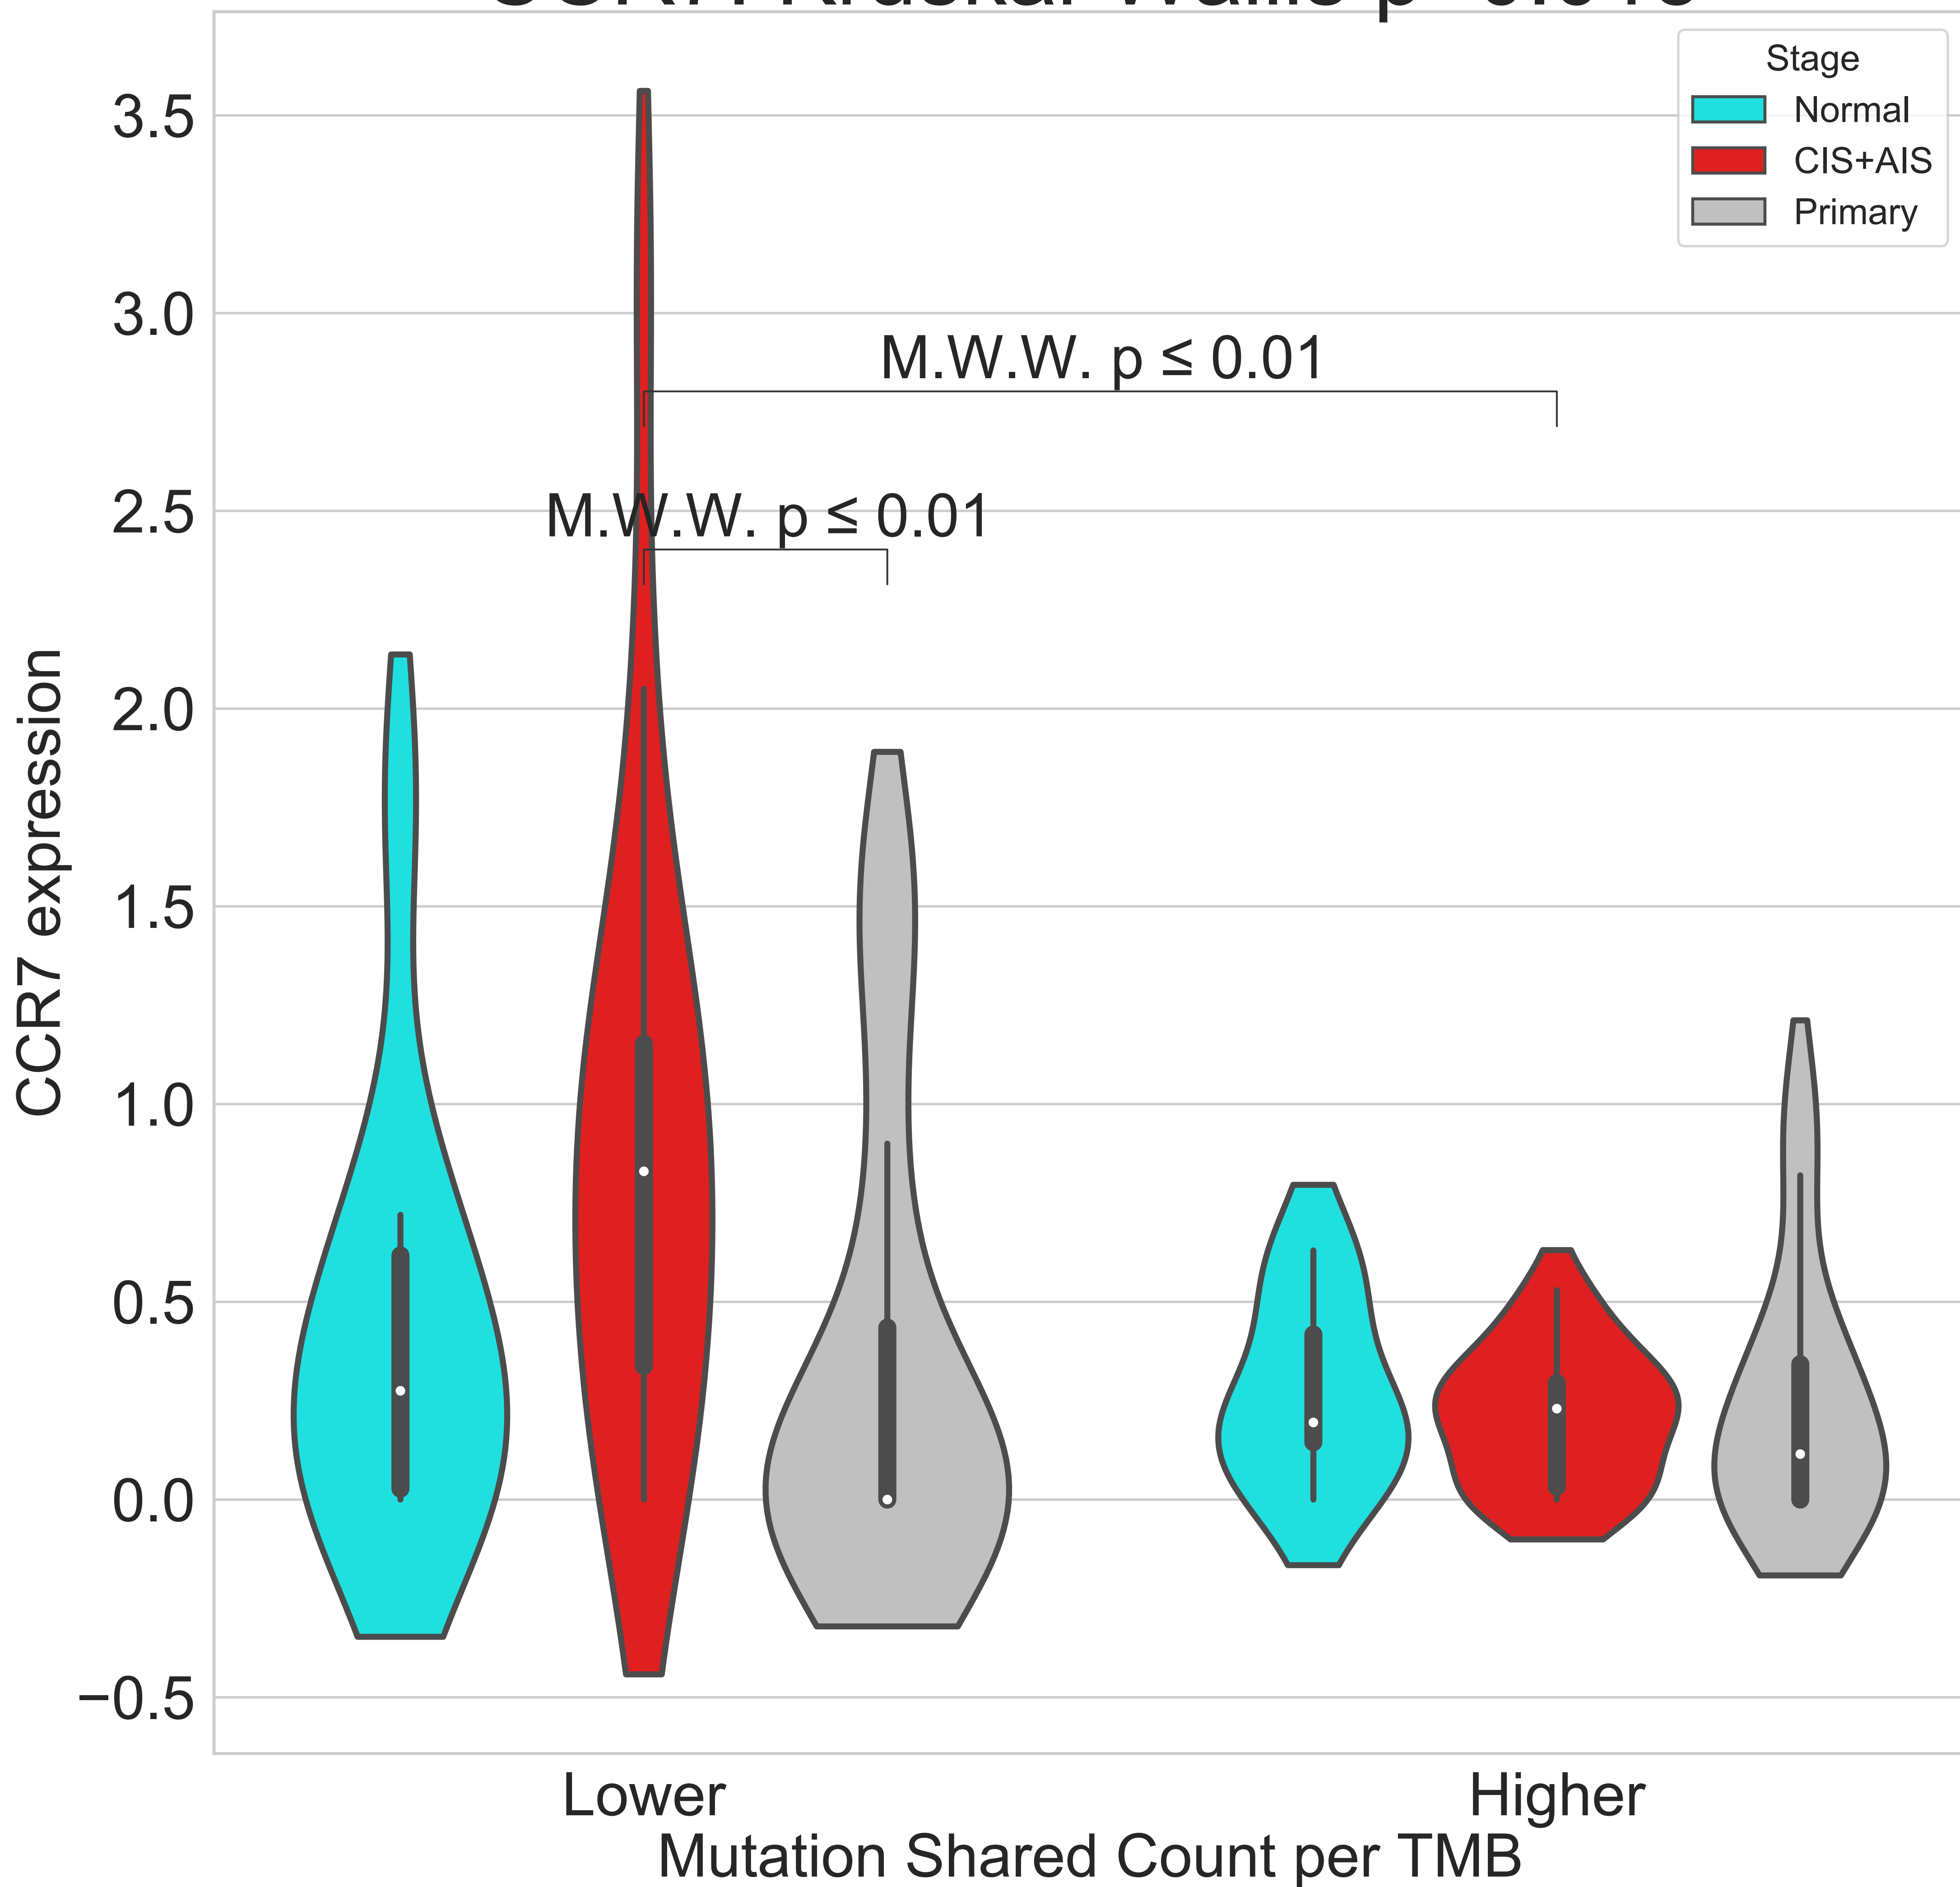 Stage
Normal
CIS+AIS
Primary
3.5
3.0
2.5
2.0
1.5
1.0
0.5
0.0
−0.5
CCR7 expression
M.W.W. p ≤ 0.01
M.W.W. p ≤ 0.01
Lower
Higher
Mutation Shared Count per TMB